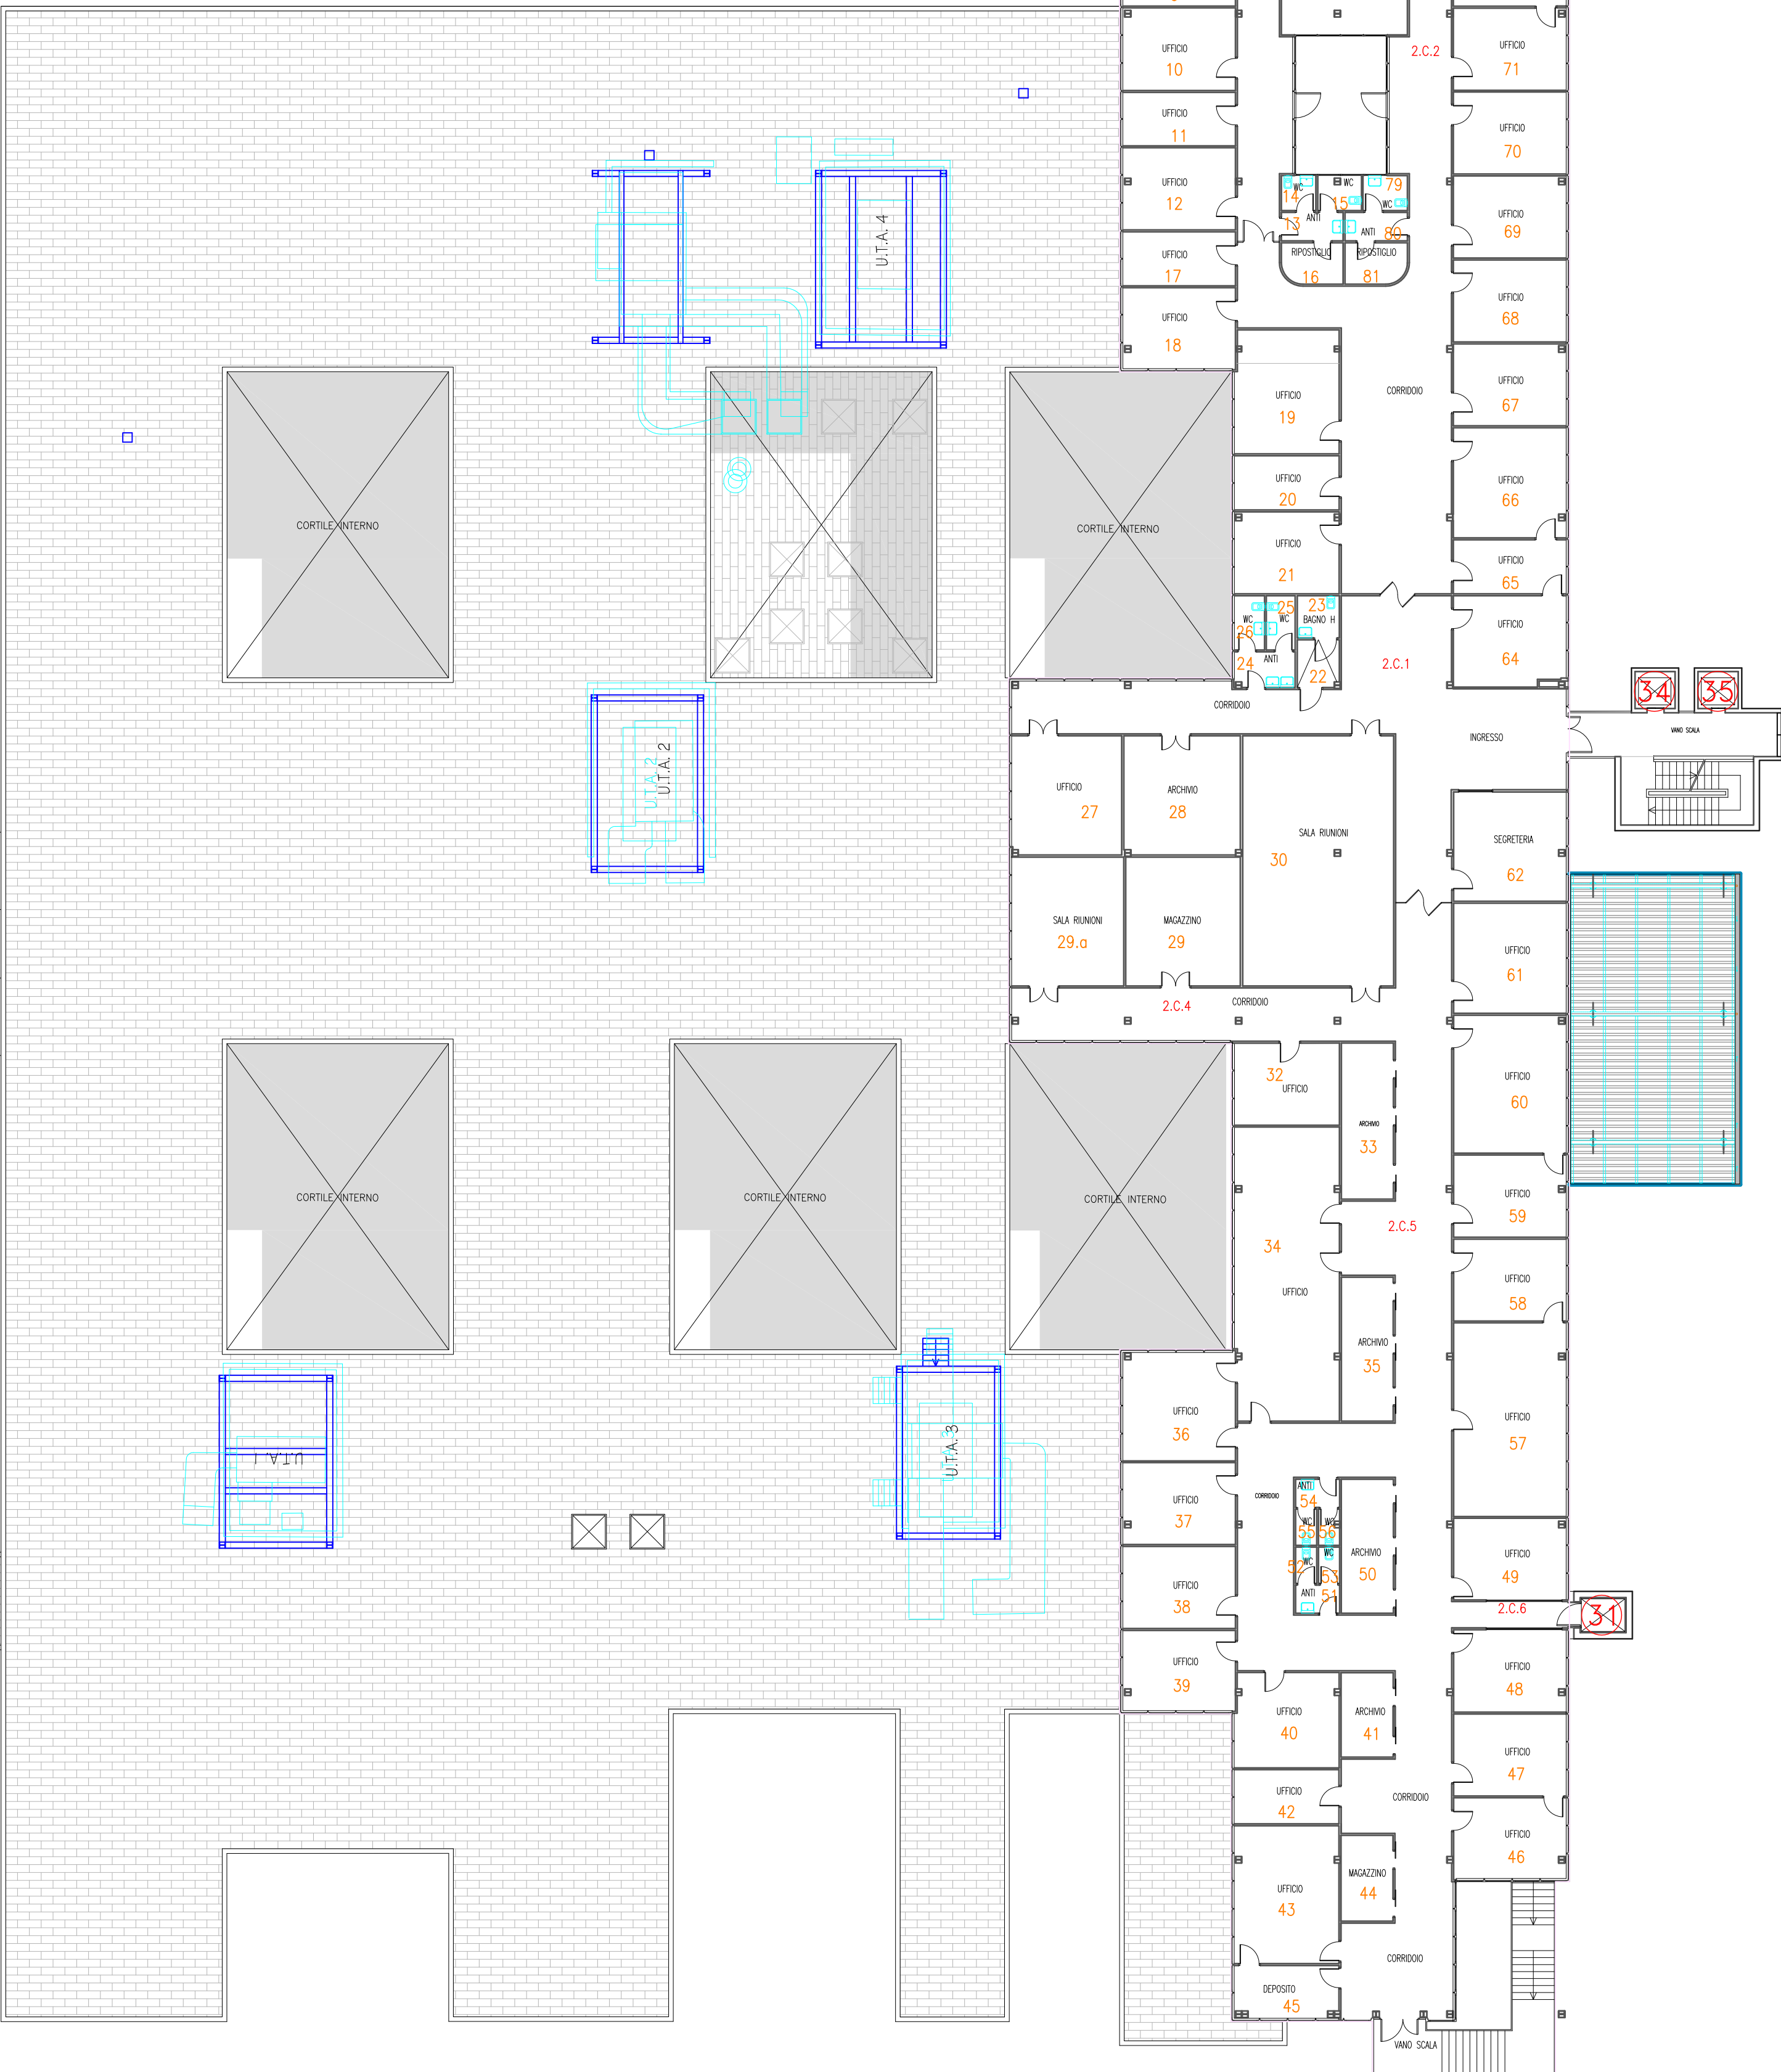 UFFICIO
10
2.C.2
UFFICIO
71
UFFICIO
11
UFFICIO
70
UFFICIO
12
WC
14
WC
15
79
WC
13
ANTI
ANTI
80
UFFICIO
69
U.T.A. 4
UFFICIO
17
RIPOSTIGLIO
16
RIPOSTIGLIO
81
UFFICIO
68
UFFICIO
18
UFFICIO
19
CORRIDOIO
UFFICIO
67
UFFICIO
20
UFFICIO
66
CORTILE INTERNO
CORTILE INTERNO
UFFICIO
21
UFFICIO
65
WC
26
25
WC
23
BAGNO H
24
ANTI
22
2.C.1
UFFICIO
64
34
35
CORRIDOIO
INGRESSO
VANO SCALA
U.T.A. 2
U.T.A. 2
UFFICIO
27
ARCHIVIO
28
SALA RIUNIONI
30
SEGRETERIA
62
SALA RIUNIONI
29.a
MAGAZZINO
29
UFFICIO
61
2.C.4
CORRIDOIO
32
UFFICIO
ARCHIVIO
33
UFFICIO
60
CORTILE INTERNO
CORTILE INTERNO
CORTILE INTERNO
UFFICIO
59
34
UFFICIO
2.C.5
UFFICIO
58
ARCHIVIO
35
UFFICIO
36
UFFICIO
57
U.T.A. 1
U.T.A. 3
UFFICIO
37
CORRIDOIO
ANTI
54
WC
55
WC
56
52
WC
WC
53
ANTI
51
ARCHIVIO
50
UFFICIO
49
UFFICIO
38
2.C.6
31
UFFICIO
39
UFFICIO
48
UFFICIO
40
ARCHIVIO
41
UFFICIO
47
UFFICIO
42
CORRIDOIO
UFFICIO
46
UFFICIO
43
MAGAZZINO
44
CORRIDOIO
DEPOSITO
45
VANO SCALA